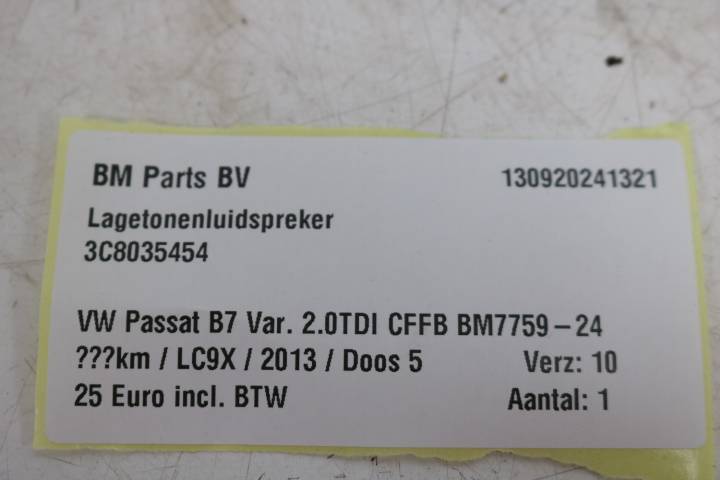 BM Parts BV 130920241321
Lagetonenluidspreker
3C8035454
VW Passat B7 Var. 2.0TDI CFFB BM7759-24
???km / LC9X / 2013 / Doos 5 Verz: 10
25 Euro incl. BTW Aantal: 1